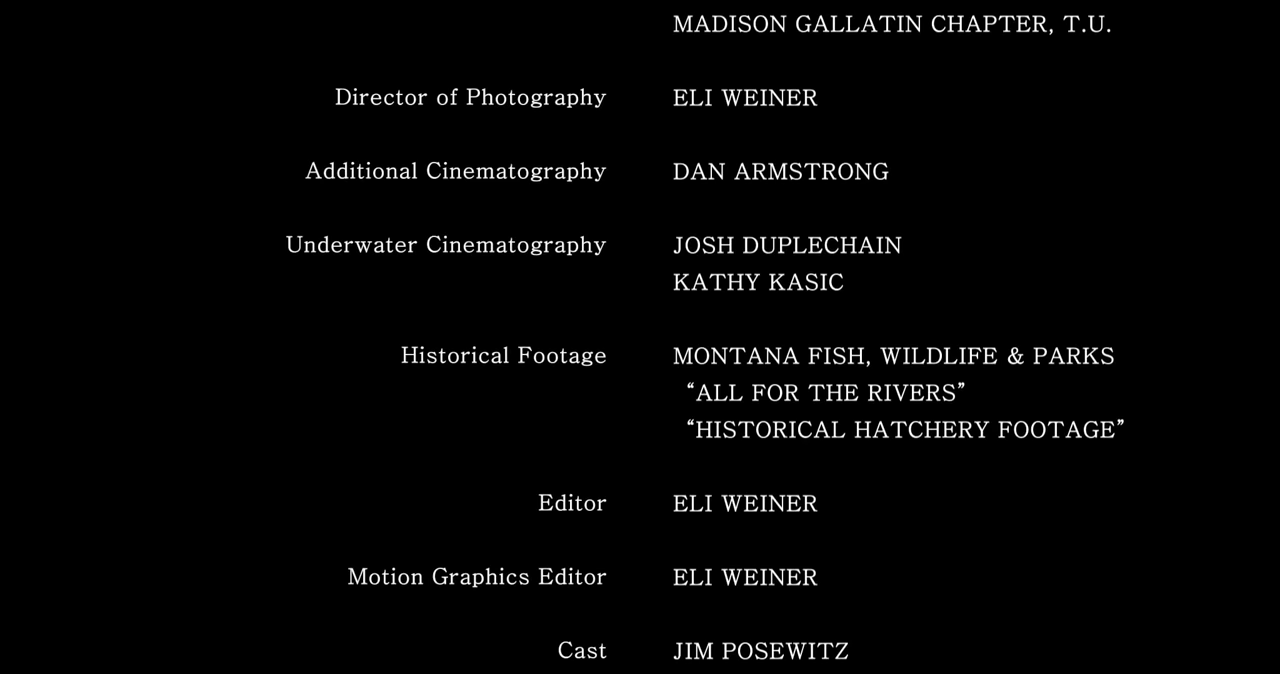 MADISON GALLATIN CHAPTER, T.U.
Director of Photography ELI WEINER
Additional Cinematography DAN ARMSTRONG
Underwater Cinematography JOSH DUPLECHAIN
KATHY KASIC
Historical Footage MONTANA FISH, WILDLIFE & PARKS
“ALL FOR THE RIVERS”
“HISTORICAL HATCHERY FOOTAGE”
Editor ELI WEINER
Motion Graphics Editor ELI WEINER
Cast JIM POSEWITZ